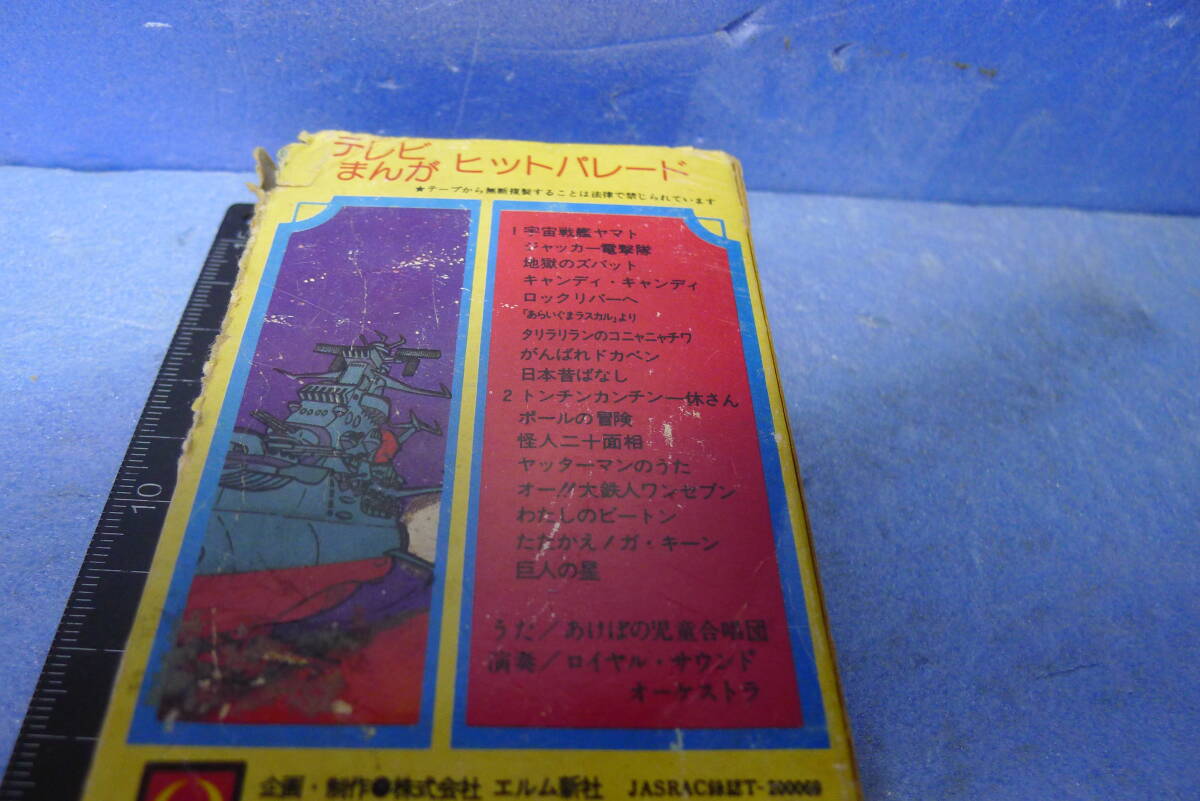 テレビ
まんが ヒットパレード
★テープから無断複製することは法律で禁じられています
1 宇宙戦艦ヤマト
ジャッカー電撃隊
地獄のズバット
キャンディ・キャンディ
ロックリバーへ
「あらいぐまラスカル」より
タリラリランのコニャニャチワ
がんばれドカベン
日本昔ばなし
2 トンチンカンチン一休さん
ポールの冒険
怪人二十面相
ヤッターマンのうた
オー!!大鉄人ワンセブン
わたしのビートン
たたかえ!ガ・キーン
巨人の星
うた/あけぼの児童合唱団
演奏/ロイヤル・サウンド
オーケストラ
企画・制作●株式会社 エルム新社
10